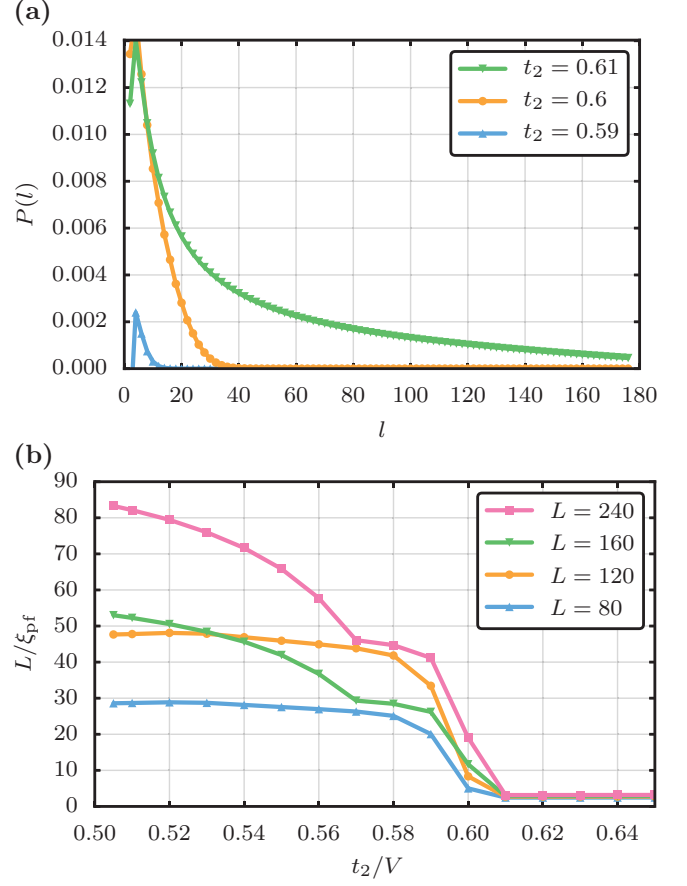 (a)
0.014
0.012
0.010
0.008
0.006
0.004
0.002
0.000
P(l)
t₂ = 0.61
t₂ = 0.6
t₂ = 0.59
0 20 40 60 80 100 120 140 160 180
l
(b)
90
80
70
60
50
40
30
20
10
0
L/ξpf
L = 240
L = 160
L = 120
L = 80
0.50 0.52 0.54 0.56 0.58 0.60 0.62 0.64
t₂/V